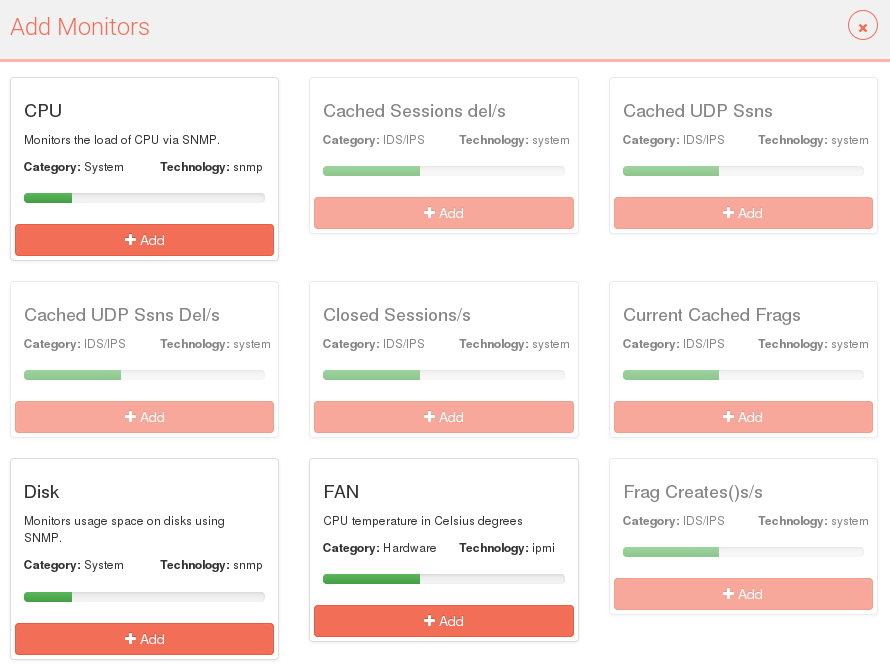 Add Monitors
CPU
Monitors the load of CPU via SNMP.
Category: System Technology: snmp
Add
Cached Sessions del/s
Category: IDS/IPS Technology: system
Add
Cached UDP Ssns
Category: IDS/IPS Technology: system
Add
Cached UDP Ssns Del/s
Category: IDS/IPS Technology: system
Add
Closed Sessions/s
Category: IDS/IPS Technology: system
Add
Current Cached Frags
Category: IDS/IPS Technology: system
Add
Disk
Monitors usage space on disks using
SNMP.
Category: System Technology: snmp
Add
FAN
CPU temperature in Celsius degrees
Category: Hardware Technology: ipmi
Add
Frag Creates()s/s
Category: IDS/IPS Technology: system
Add